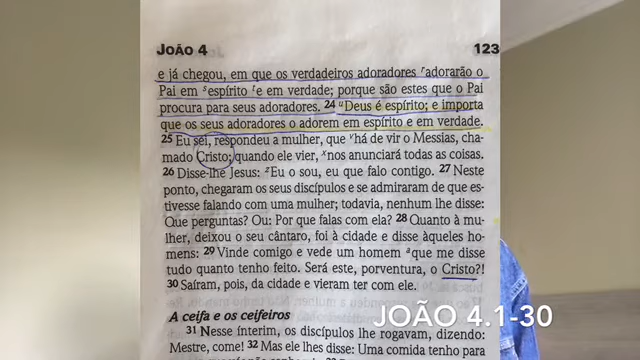 JOÃO 4 123
e já chegou, em que os verdadeiros adoradores ʳadorarão o
Pai em ˢespírito ᵗe em verdade; porque são estes que o Pai
procura para seus adoradores. 24 ᵘDeus é espírito; e importa
que os seus adoradores o adorem em espírito e em verdade.
25 Eu sei, respondeu a mulher, que ᵛhá de vir o Messias, cha-
mado Cristo; quando ele vier, ˣnos anunciará todas as coisas.
26 Disse-lhe Jesus: ᶻEu o sou, eu que falo contigo. 27 Neste
ponto, chegaram os seus discípulos e se admiraram de que es-
tivesse falando com uma mulher; todavia, nenhum lhe disse:
Que perguntas? Ou: Por que falas com ela? 28 Quanto à mu-
lher, deixou o seu cântaro, foi à cidade e disse àqueles ho-
mens: 29 Vinde comigo e vede um homem ᵃque me disse
tudo quanto tenho feito. Será este, porventura, o Cristo?!
30 Saíram, pois, da cidade e vieram ter com ele.
A ceifa e os ceifeiros
31 Nesse ínterim, os discípulos lhe rogavam, dizendo:
Mestre, come! 32 Mas ele lhes disse: Uma comida tenho para
JOÃO 4.1-30